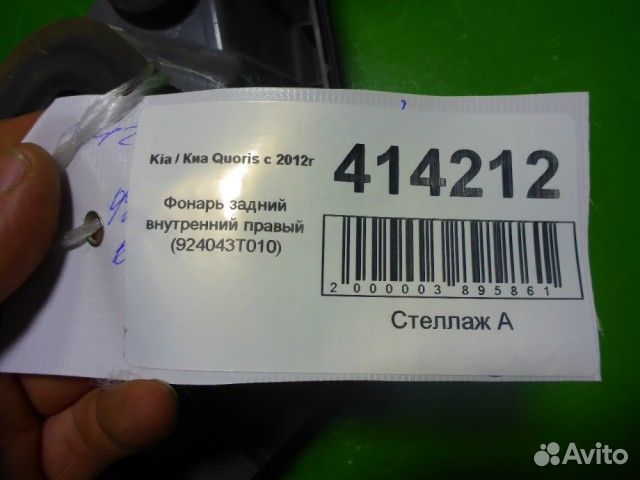 Kia / Киа Quoris с 2012г
414212
Фонарь задний
внутренний правый
(924043T010)
2 000003 895861
Стеллаж А
Avito